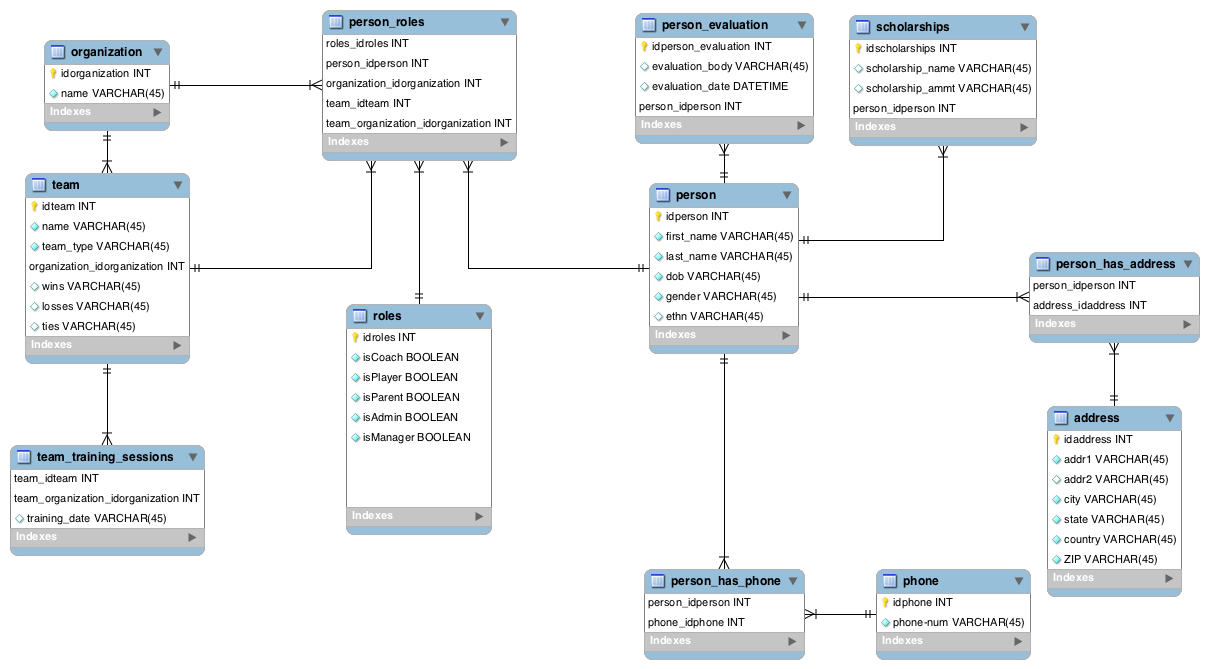 organization
idorganization INT
name VARCHAR(45)
Indexes
person_roles
roles_idroles INT
person_idperson INT
organization_idorganization INT
team_idteam INT
team_organization_idorganization INT
Indexes
person_evaluation
idperson_evaluation INT
evaluation_body VARCHAR(45)
evaluation_date DATETIME
person_idperson INT
Indexes
scholarships
idscholarships INT
scholarship_name VARCHAR(45)
scholarship_ammt VARCHAR(45)
person_idperson INT
Indexes
team
idteam INT
name VARCHAR(45)
team_type VARCHAR(45)
organization_idorganization INT
wins VARCHAR(45)
losses VARCHAR(45)
ties VARCHAR(45)
Indexes
person
idperson INT
first_name VARCHAR(45)
last_name VARCHAR(45)
dob VARCHAR(45)
gender VARCHAR(45)
ethn VARCHAR(45)
Indexes
person_has_address
person_idperson INT
address_idaddress INT
Indexes
roles
idroles INT
isCoach BOOLEAN
isPlayer BOOLEAN
isParent BOOLEAN
isAdmin BOOLEAN
isManager BOOLEAN
Indexes
address
idaddress INT
addr1 VARCHAR(45)
addr2 VARCHAR(45)
city VARCHAR(45)
state VARCHAR(45)
country VARCHAR(45)
ZIP VARCHAR(45)
Indexes
team_training_sessions
team_idteam INT
team_organization_idorganization INT
training_date VARCHAR(45)
Indexes
person_has_phone
person_idperson INT
phone_idphone INT
Indexes
phone
idphone INT
phone-num VARCHAR(45)
Indexes